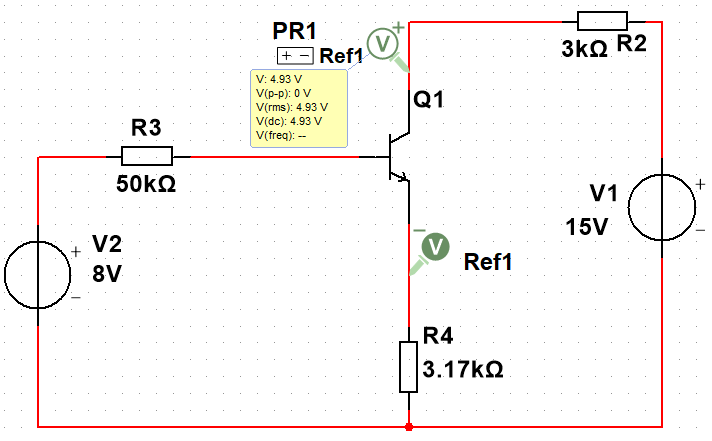 PR1
+ −
Ref1
V
+
V: 4.93 V
V(p-p): 0 V
V(rms): 4.93 V
V(dc): 4.93 V
V(freq): --
3kΩ
R2
Q1
R3
50kΩ
V1
15V
+
−
V2
8V
+
−
−
V
Ref1
R4
3.17kΩ